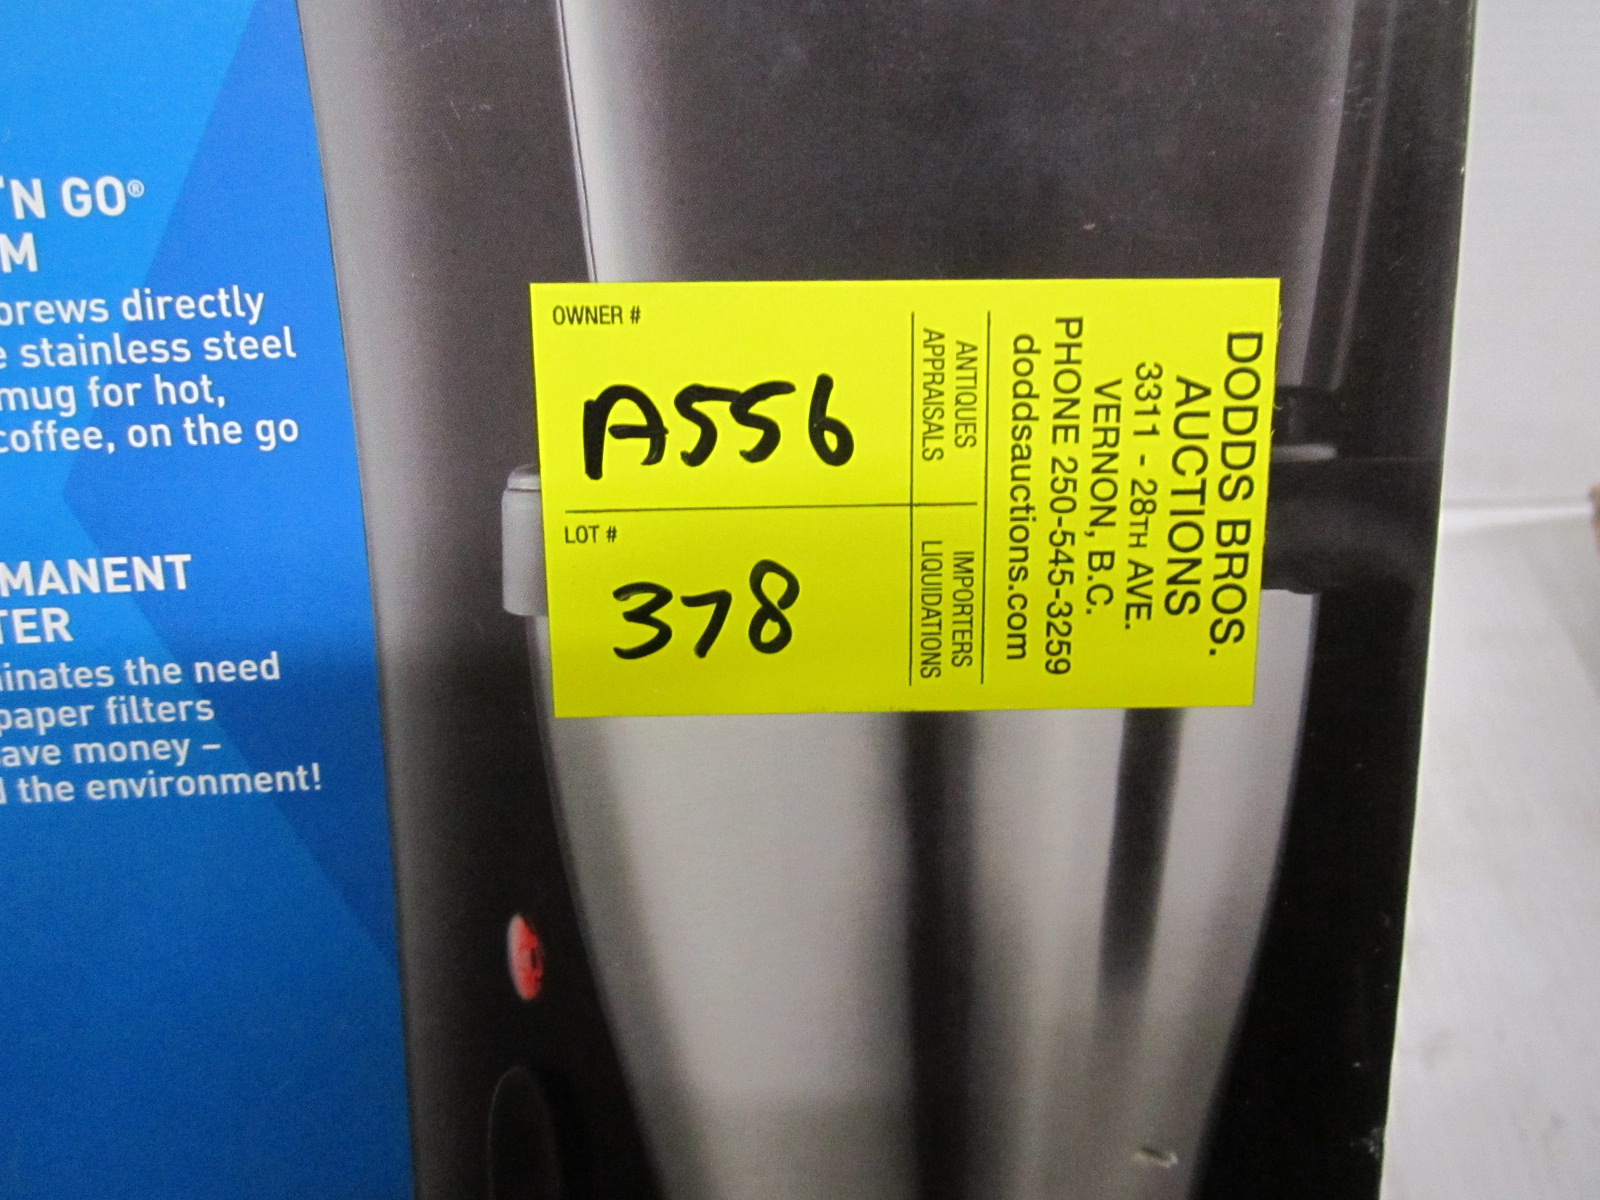 'N GO®
M
brews directly
e stainless steel
mug for hot,
coffee, on the go
MANENT
TER
inates the need
paper filters
ave money –
d the environment!
OWNER #
A556
LOT #
378
ANTIQUES
APPRAISALS
IMPORTERS
LIQUIDATIONS
DODDS BROS.
AUCTIONS
3311 - 28TH AVE.
VERNON, B.C.
PHONE 250-545-3259
doddsauctions.com